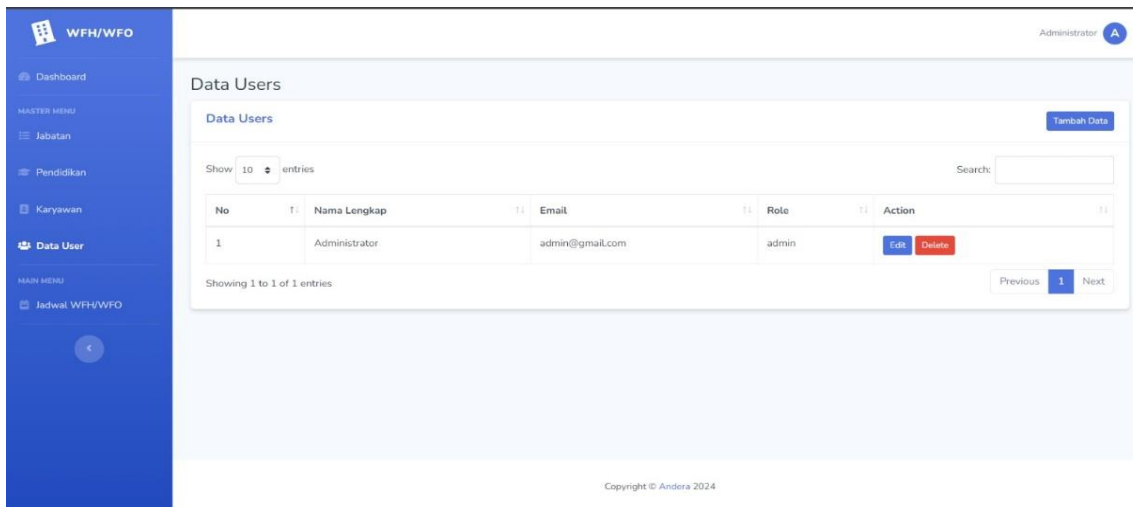 WFH/WFO
Administrator A
Dashboard
MASTER MENU
Jabatan
Pendidikan
Karyawan
Data User
MAIN MENU
Jadwal WFH/WFO
Data Users
Data Users
Tambah Data
Show 10 entries
Search:
No Nama Lengkap Email Role Action
1 Administrator admin@gmail.com admin Edit Delete
Showing 1 to 1 of 1 entries
Previous 1 Next
Copyright © Andera 2024